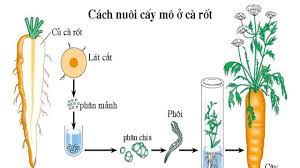 Cách nuôi cấy mô ở cà rốt
Củ cà rốt
Lát cắt
phân mảnh
phân chia
Phôi
Cây